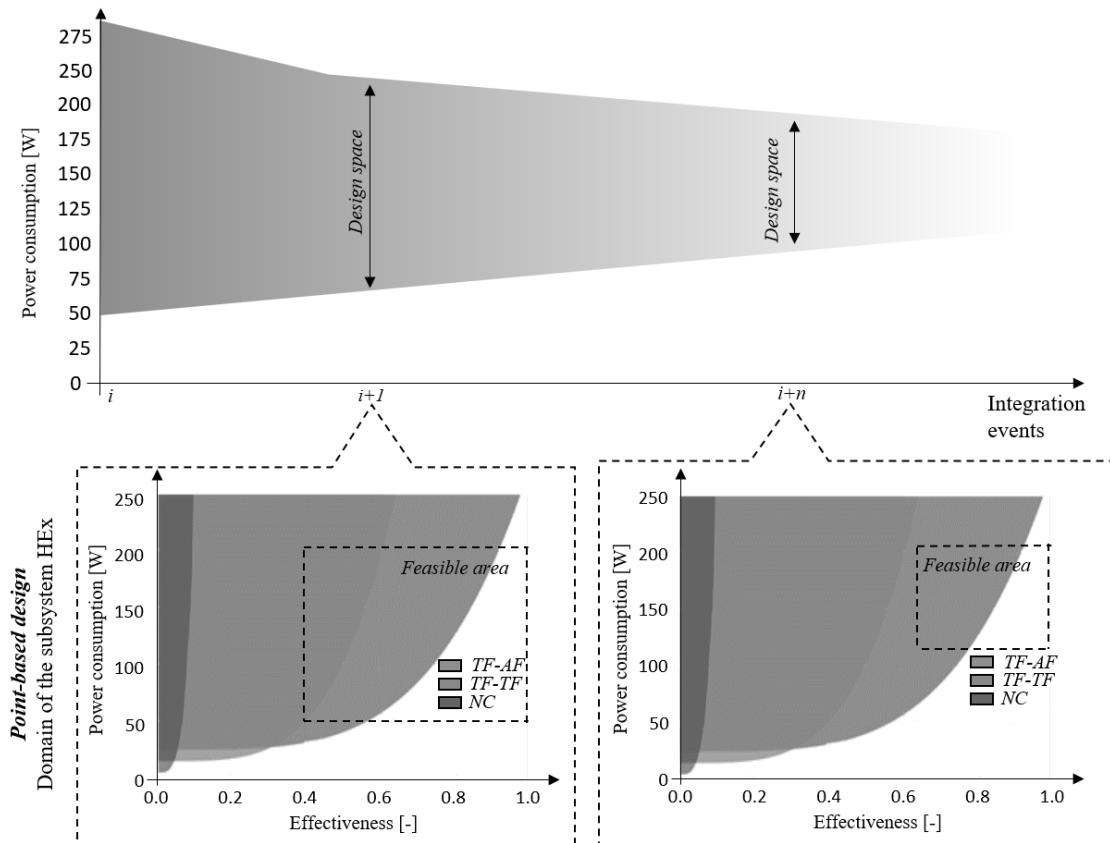 Power consumption [W]
275
250
200
175
150
125
100
75
50
25
0
Design space
Design space
i
i+1
i+n
Integration
events
Point-based design
Domain of the subsystem HEx
Power consumption [W]
250
200
150
100
50
0
Feasible area
TF-AF
TF-TF
NC
0.0 0.2 0.4 0.6 0.8 1.0
Effectiveness [-]
Power consumption [W]
250
200
150
100
50
0
Feasible area
TF-AF
TF-TF
NC
0.0 0.2 0.4 0.6 0.8 1.0
Effectiveness [-]